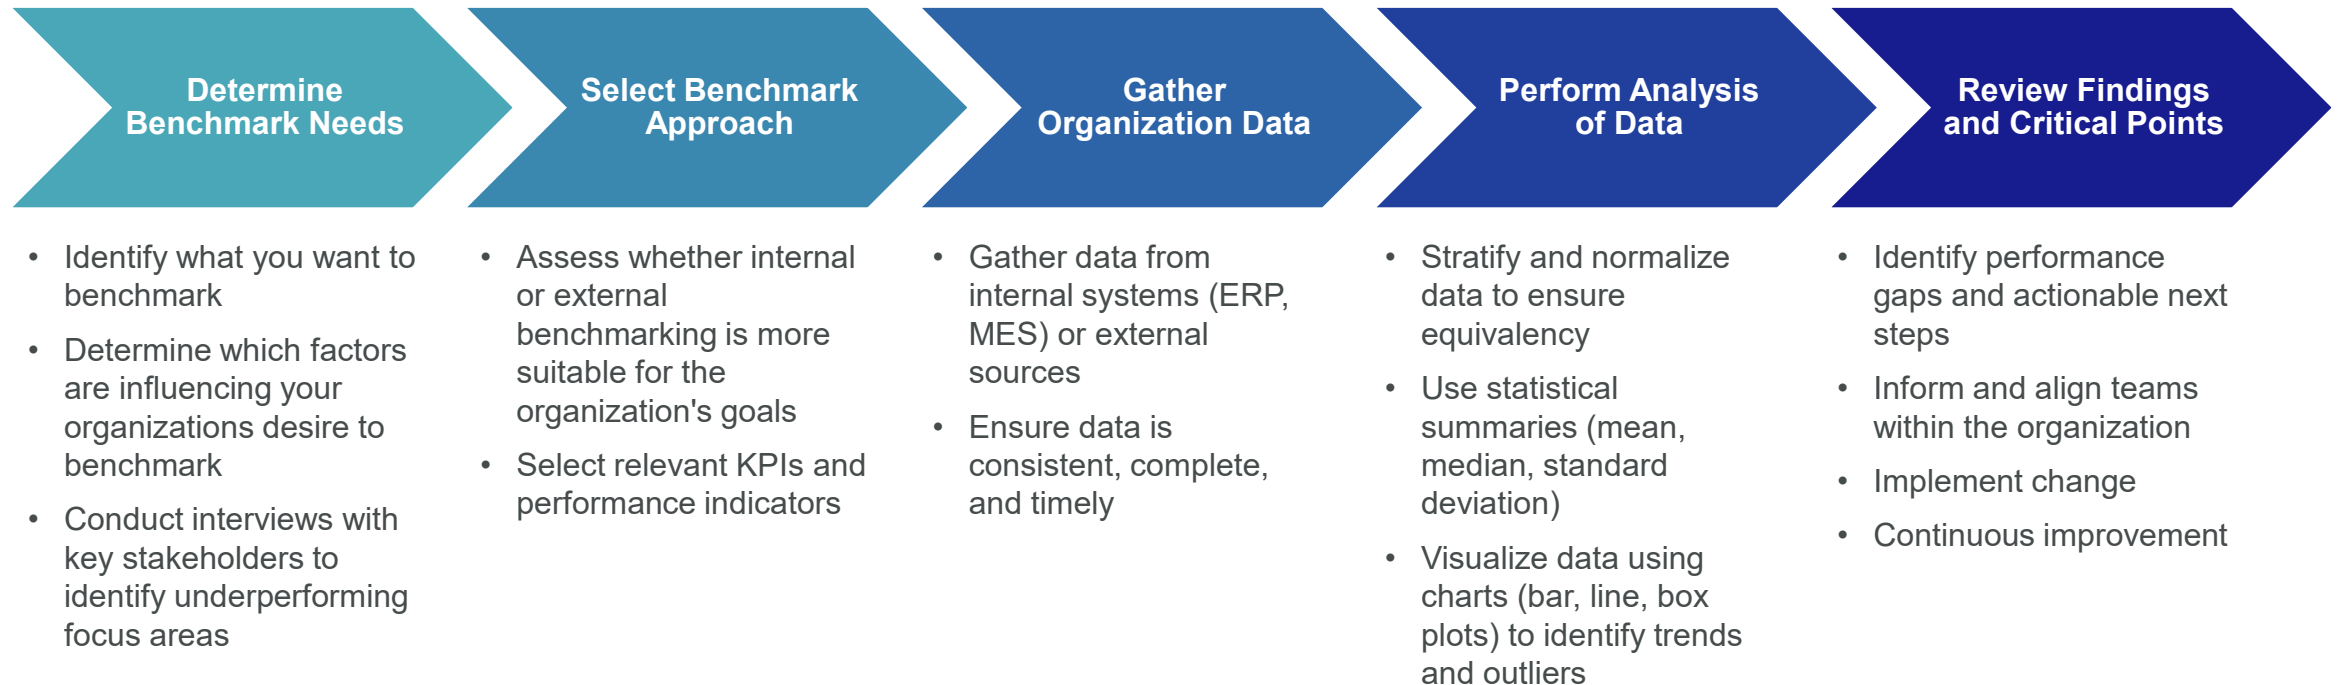 Determine
Benchmark Needs
Select Benchmark
Approach
Gather
Organization Data
Perform Analysis
of Data
Review Findings
and Critical Points
• Identify what you want to
benchmark
• Determine which factors
are influencing your
organizations desire to
benchmark
• Conduct interviews with
key stakeholders to
identify underperforming
focus areas
• Assess whether internal
or external
benchmarking is more
suitable for the
organization's goals
• Select relevant KPIs and
performance indicators
• Gather data from
internal systems (ERP,
MES) or external
sources
• Ensure data is
consistent, complete,
and timely
• Stratify and normalize
data to ensure
equivalency
• Use statistical
summaries (mean,
median, standard
deviation)
• Visualize data using
charts (bar, line, box
plots) to identify trends
and outliers
• Identify performance
gaps and actionable next
steps
• Inform and align teams
within the organization
• Implement change
• Continuous improvement